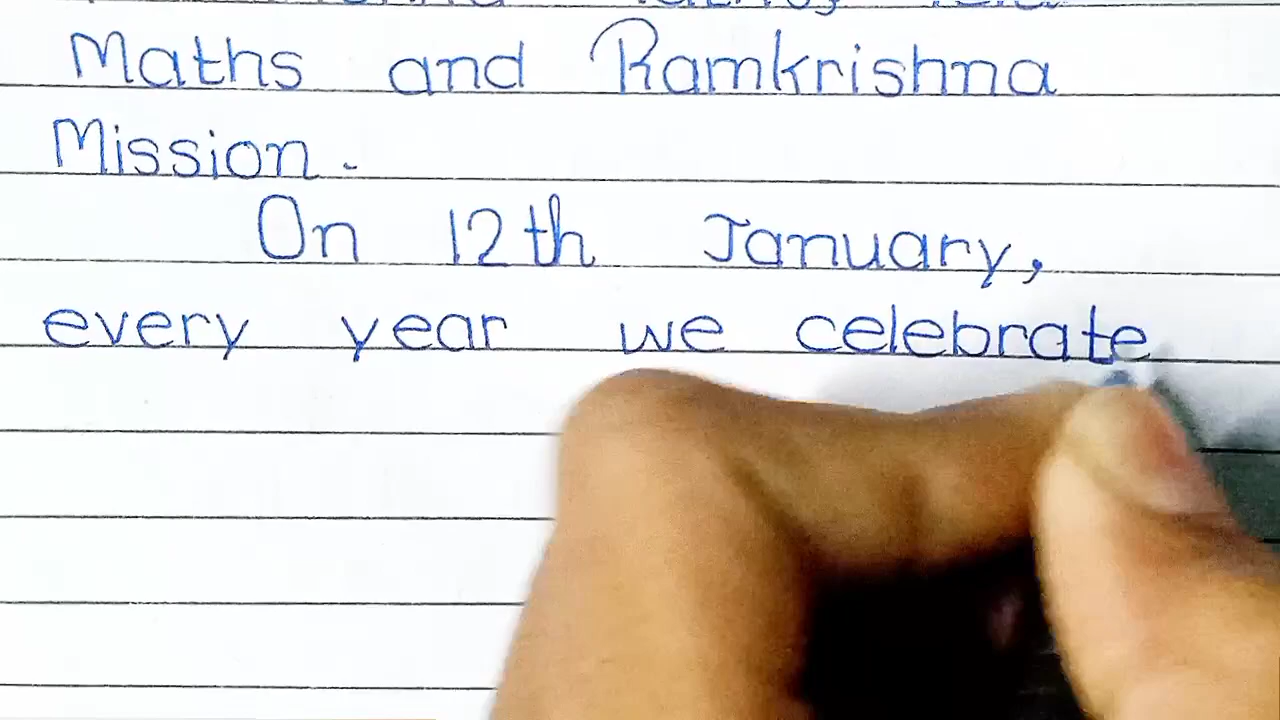 Maths and Ramkrishna
Mission.
On 12th January,
every year we celebrate